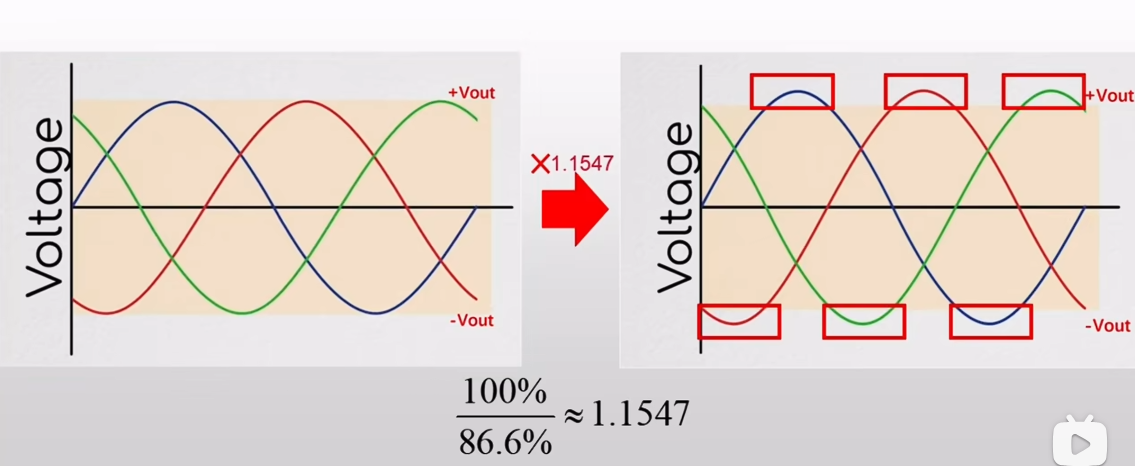 Voltage
+Vout
-Vout
×1.1547
Voltage
+Vout
-Vout
100%
86.6%
≈ 1.1547